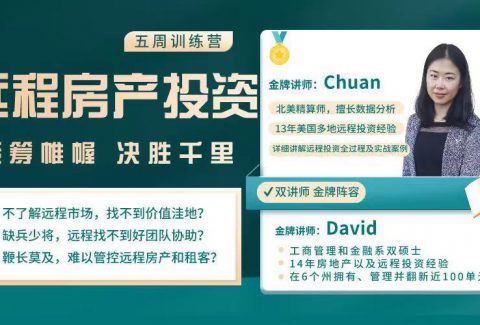 五周训练营
远程房产投资
筹帷幄 决胜千里
不了解远程市场，找不到价值洼地？
缺兵少将，远程找不到好团队协助？
鞭长莫及，难以管控远程房产和租客？
金牌讲师：Chuan
北美精算师，擅长数据分析
13年美国多地远程投资经验
详细讲解远程投资全过程及实战案例
双讲师 金牌阵容
金牌讲师：David
工商管理和金融系双硕士
14年房地产以及远程投资经验
在6个州拥有、管理并翻新近100单